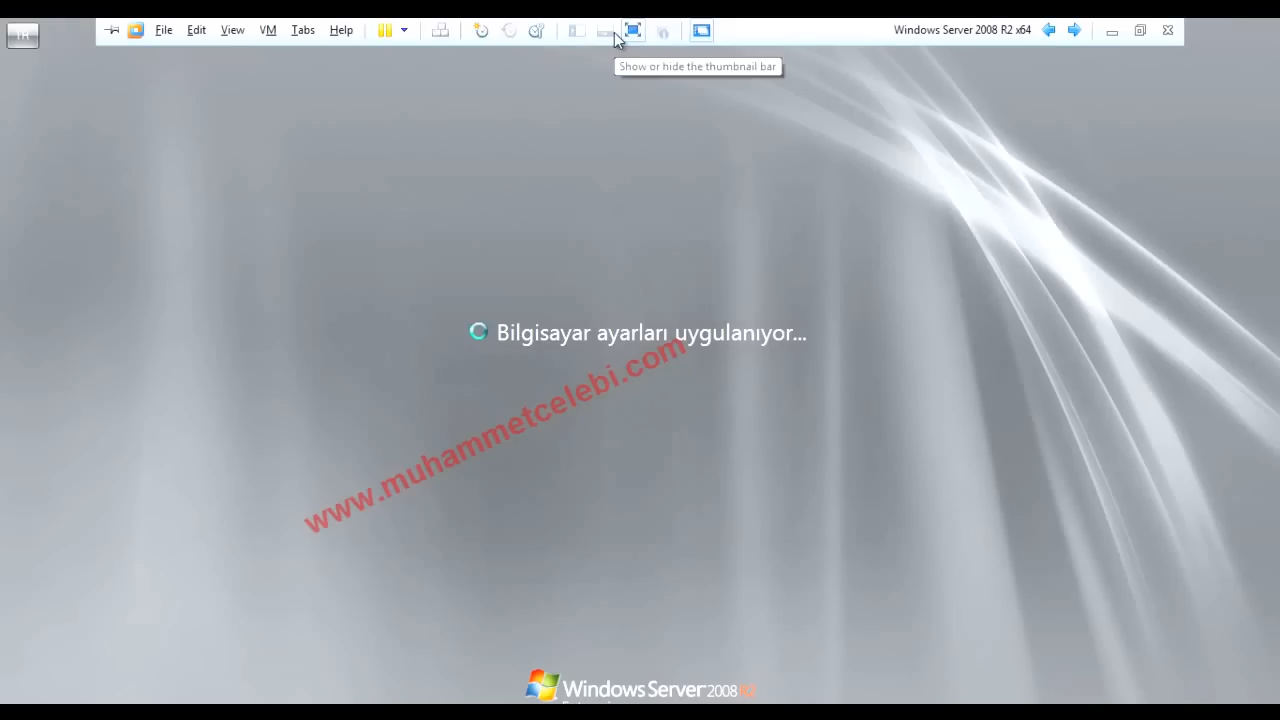 TR
File Edit View VM Tabs Help
Windows Server 2008 R2 x64
Show or hide the thumbnail bar
Bilgisayar ayarları uygulanıyor...
www.muhammetcelebi.com
Windows Server 2008 R2